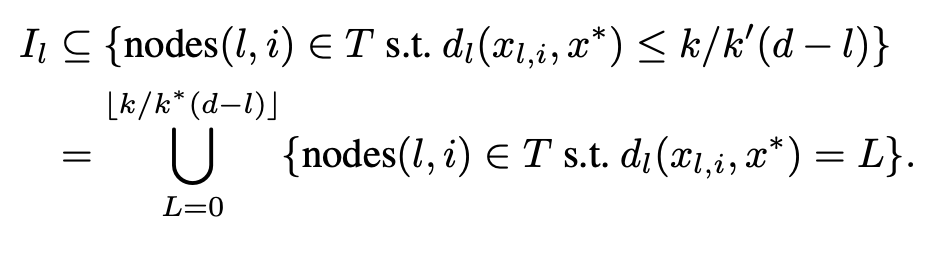 I_l ⊆ {nodes(l, i) ∈ T s.t. d_l(x_{l,i}, x^*) ≤ k/k′(d − l)}
= ⋃_{L=0}^{⌊k/k^*(d−l)⌋} {nodes(l, i) ∈ T s.t. d_l(x_{l,i}, x^*) = L}.